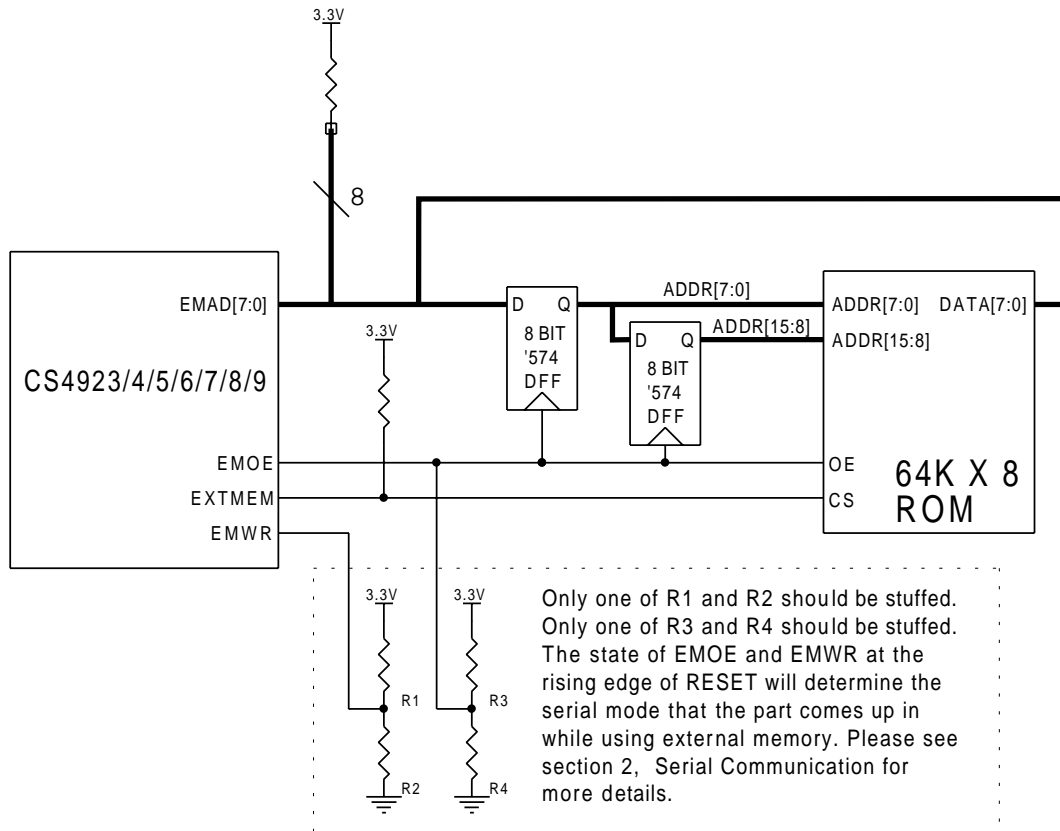 3.3V
8
EMAD[7:0]
CS4923/4/5/6/7/8/9
EMOE
EXTMEM
EMWR
3.3V
D Q
8 BIT
'574
DFF
ADDR[7:0]
D Q
8 BIT
'574
DFF
ADDR[15:8]
ADDR[7:0] DATA[7:0]
ADDR[15:8]
OE
CS
64K X 8
ROM
3.3V
R1
R2
3.3V
R3
R4
Only one of R1 and R2 should be stuffed.
Only one of R3 and R4 should be stuffed.
The state of EMOE and EMWR at the
rising edge of RESET will determine the
serial mode that the part comes up in
while using external memory. Please see
section 2, Serial Communication for
more details.